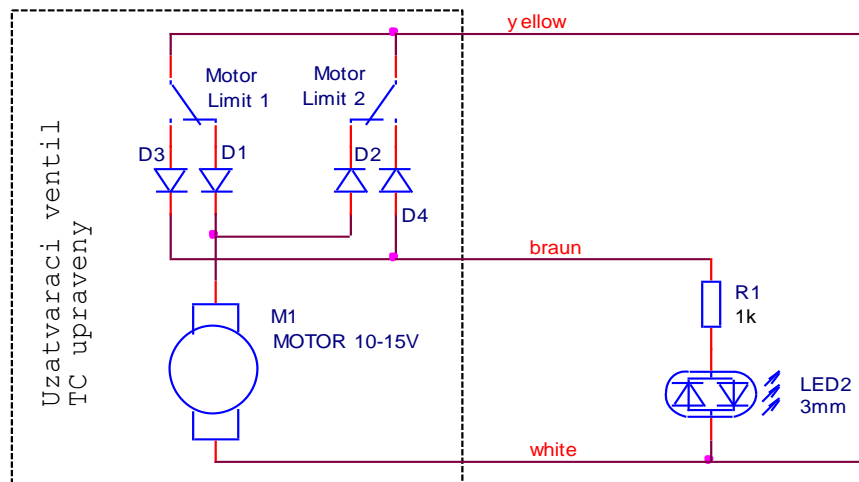 yellow
Motor
Limit 1
Motor
Limit 2
D3
D1
D2
D4
braun
Uzatvaraci ventil
TC upraveny
R1
1k
M1
MOTOR 10-15V
LED2
3mm
white